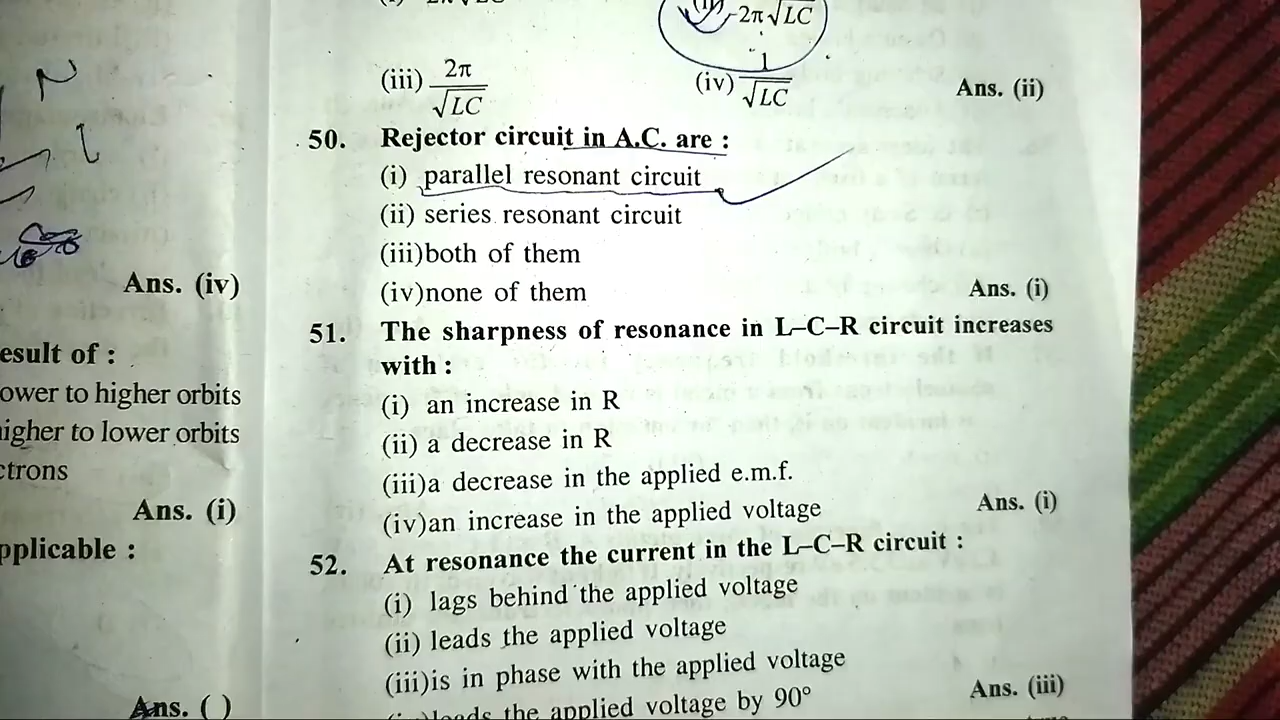 Ans. (iv)
esult of :
ower to higher orbits
igher to lower orbits
ctrons
Ans. (i)
pplicable :
Ans. ( )
2π√LC
(iii) 2π/√LC (iv) 1/√LC Ans. (ii)
50. Rejector circuit in A.C. are :
(i) parallel resonant circuit
(ii) series resonant circuit
(iii)both of them
(iv)none of them Ans. (i)
51. The sharpness of resonance in L–C–R circuit increases
with :
(i) an increase in R
(ii) a decrease in R
(iii)a decrease in the applied e.m.f.
(iv)an increase in the applied voltage Ans. (i)
52. At resonance the current in the L–C–R circuit :
(i) lags behind the applied voltage
(ii) leads the applied voltage
(iii)is in phase with the applied voltage
leads the applied voltage by 90° Ans. (iii)